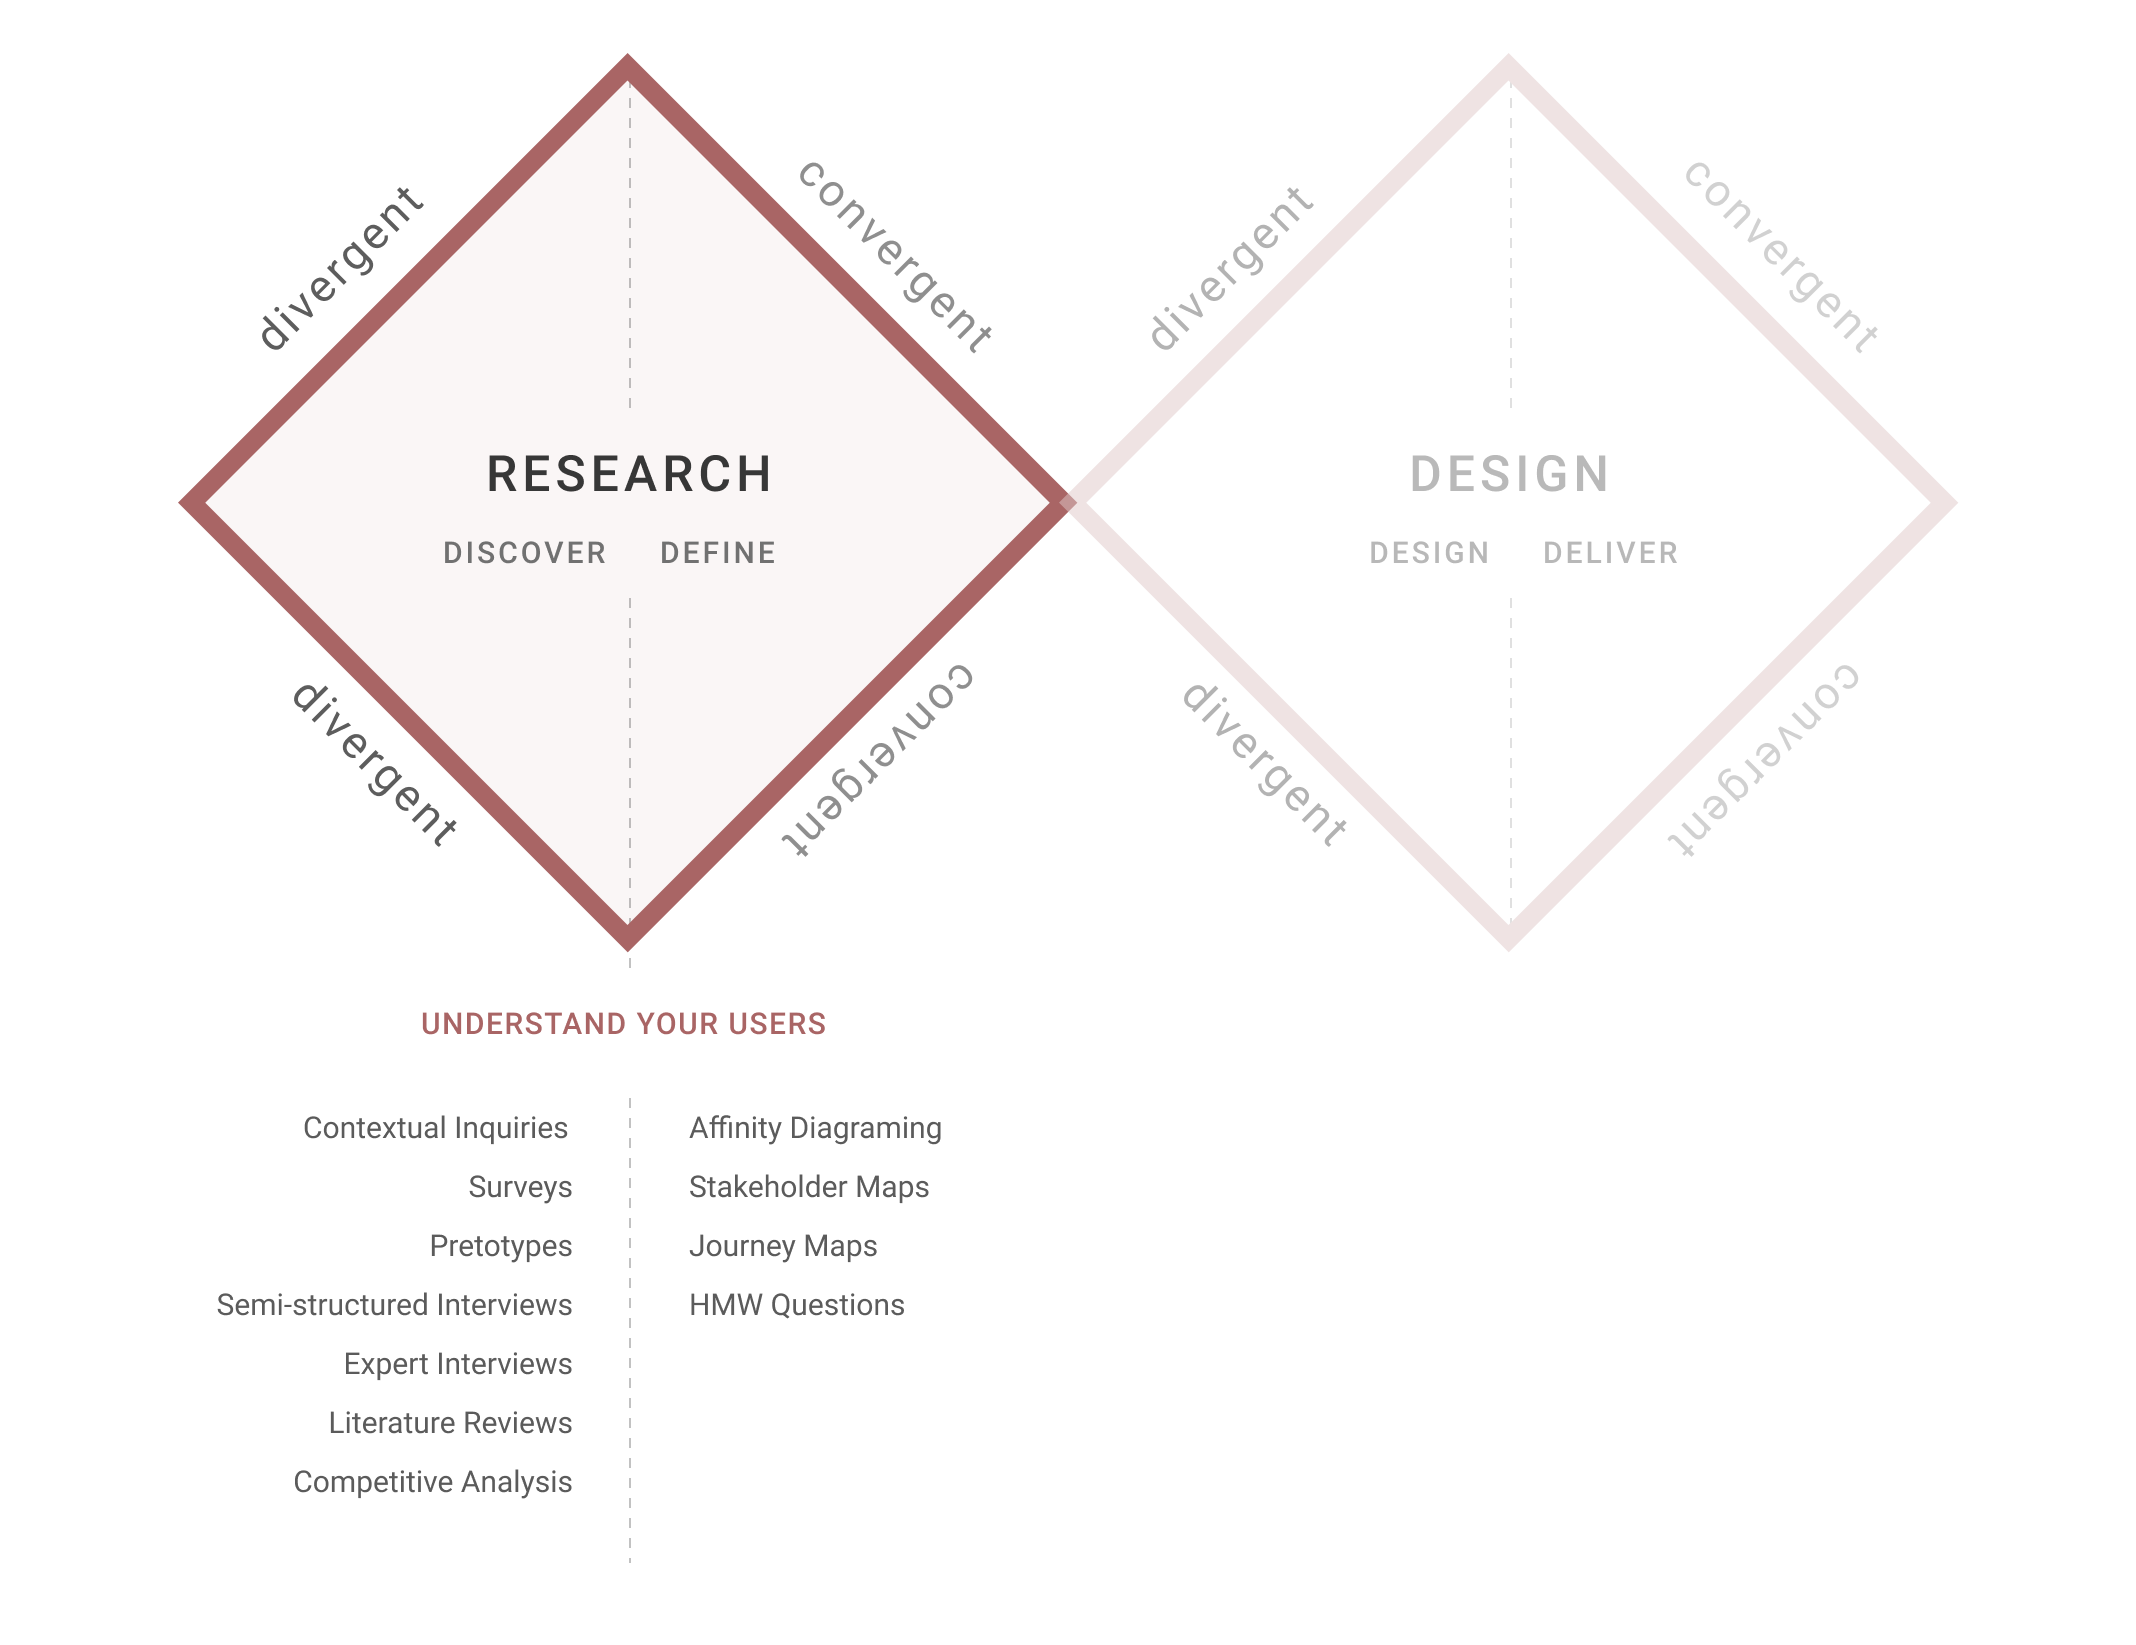 divergent
convergent
divergent
convergent
RESEARCH
DESIGN
DISCOVER DEFINE
DESIGN DELIVER
divergent
convergent
divergent
convergent
UNDERSTAND YOUR USERS
Contextual Inquiries
Surveys
Pretotypes
Semi-structured Interviews
Expert Interviews
Literature Reviews
Competitive Analysis
Affinity Diagraming
Stakeholder Maps
Journey Maps
HMW Questions